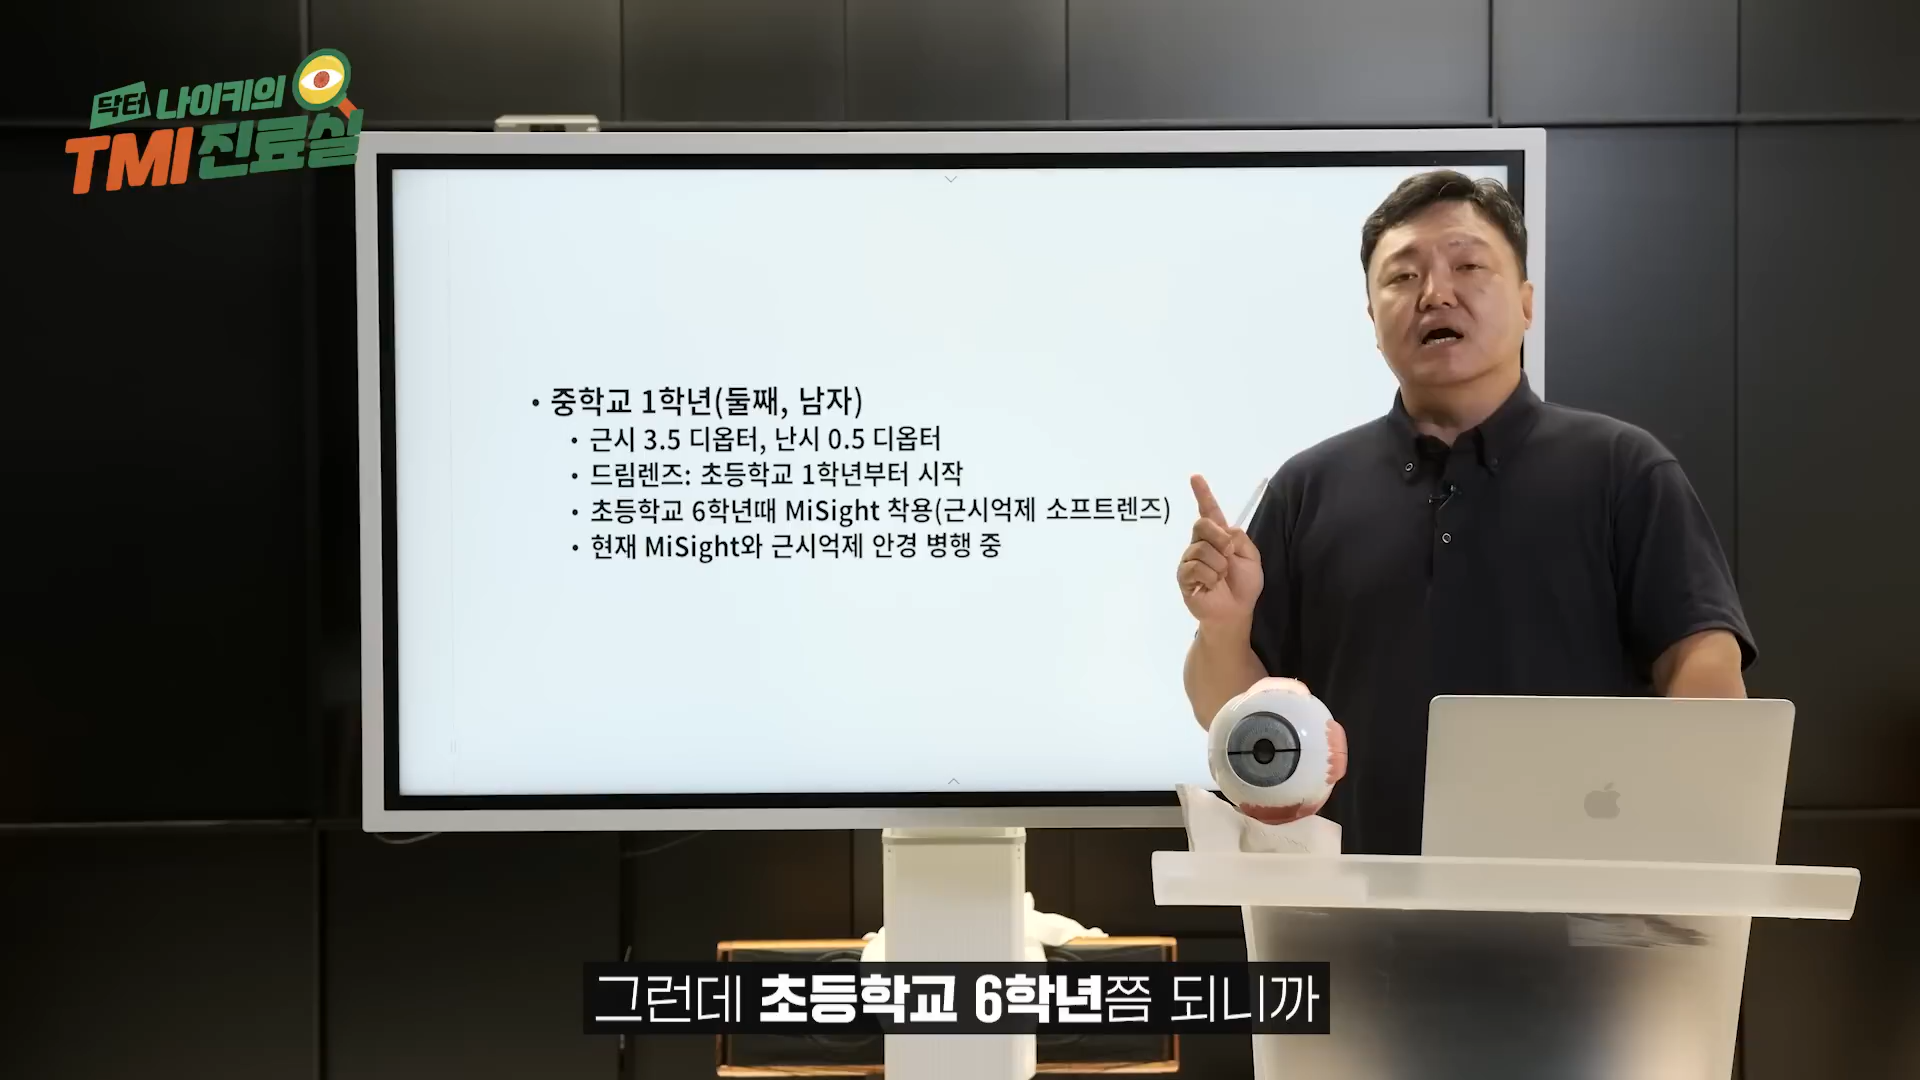 닥터 나이키의
TMI 진료실
• 중학교 1학년(둘째, 남자)
• 근시 3.5 디옵터, 난시 0.5 디옵터
• 드림렌즈: 초등학교 1학년부터 시작
• 초등학교 6학년때 MiSight 착용(근시억제 소프트렌즈)
• 현재 MiSight와 근시억제 안경 병행 중
그런데 초등학교 6학년쯤 되니까